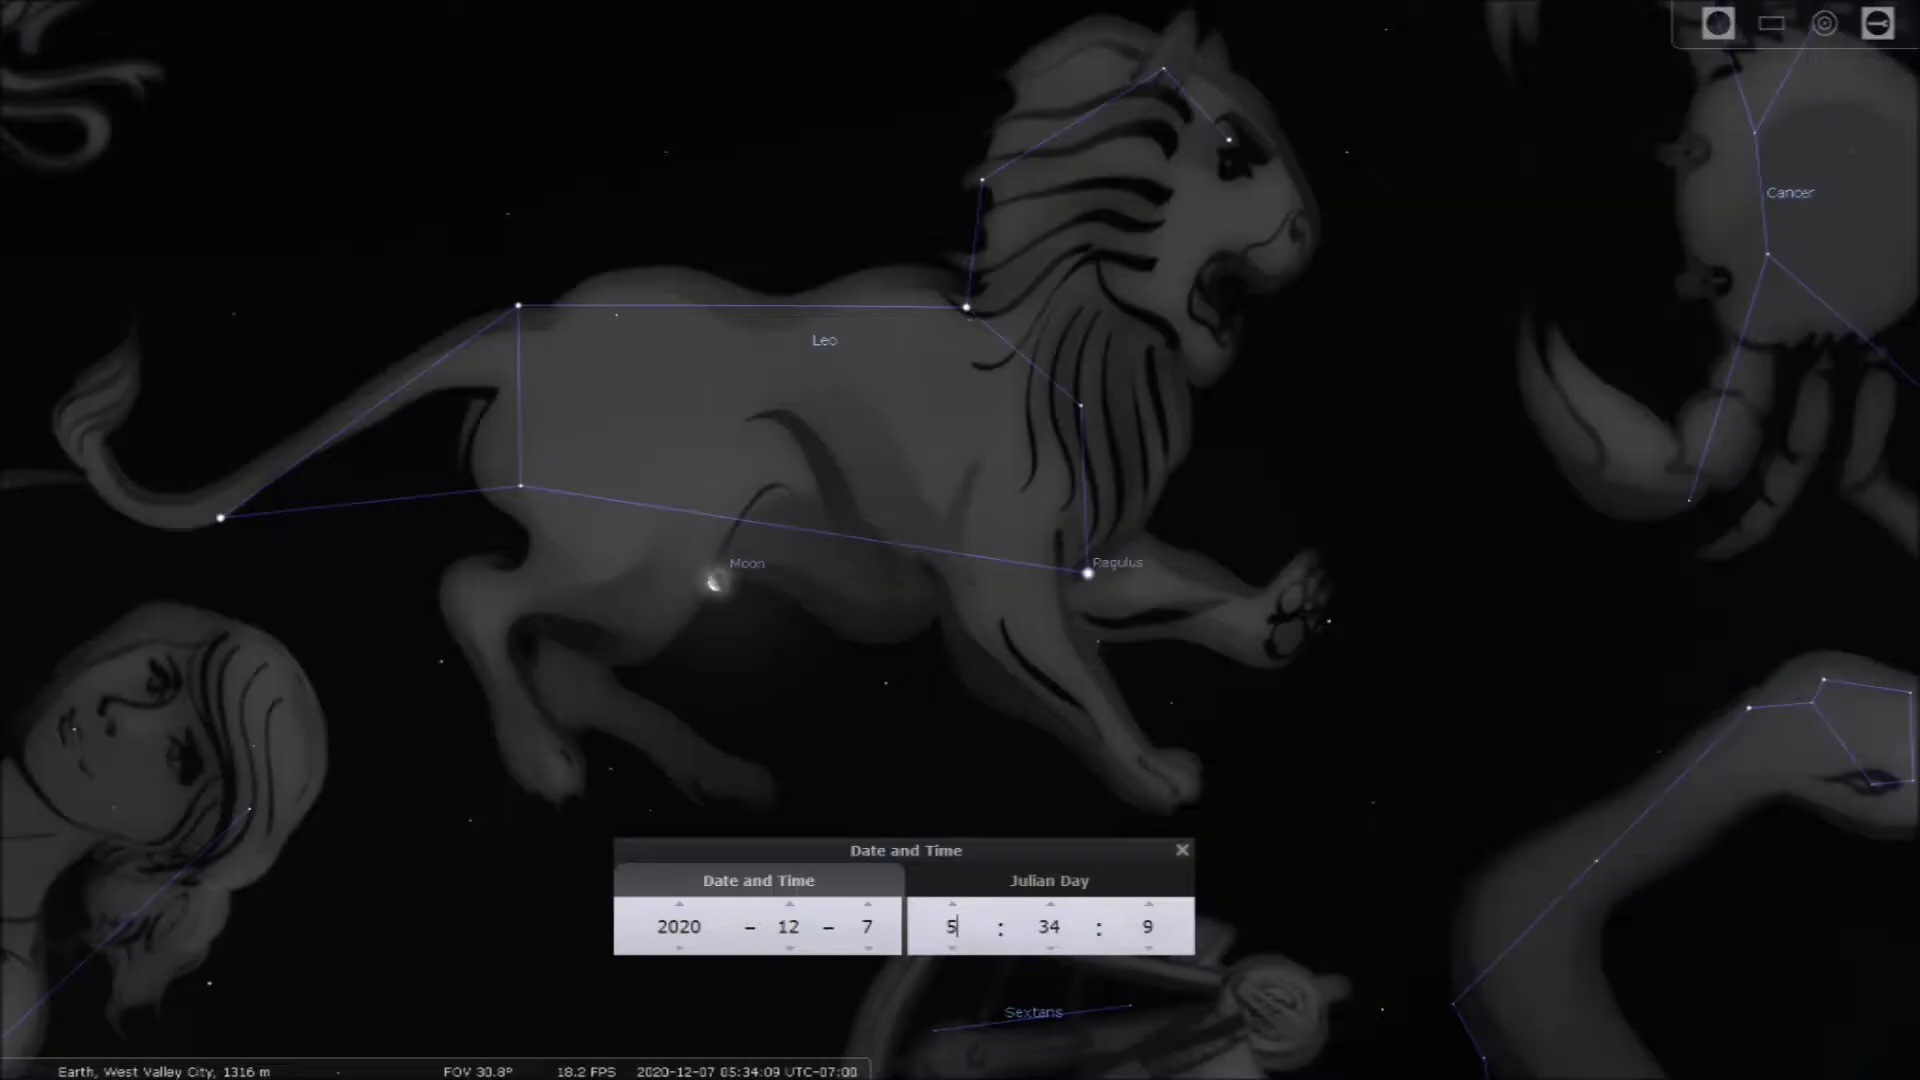 Cancer
Leo
Moon
Regulus
Date and Time
Date and Time
Julian Day
2020 – 12 – 7
5 : 34 : 9
Sextans
Earth, West Valley City, 1316 m
FOV 30.8°
18.2 FPS
2020-12-07 05:34:09 UTC-07:00